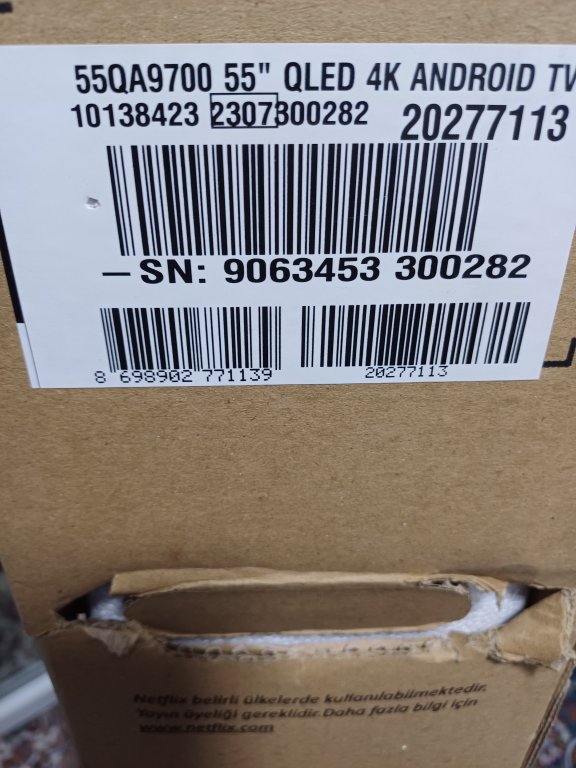 55QA9700 55" QLED 4K ANDROID TV
10138423 2307300282 20277113
—SN: 9063453 300282
8 698902 771139
20277113
Netflix belirli ülkelerde kullanılabilmektedir.
Yayın üyeliği gereklidir.Daha fazla bilgi için
www.netflix.com